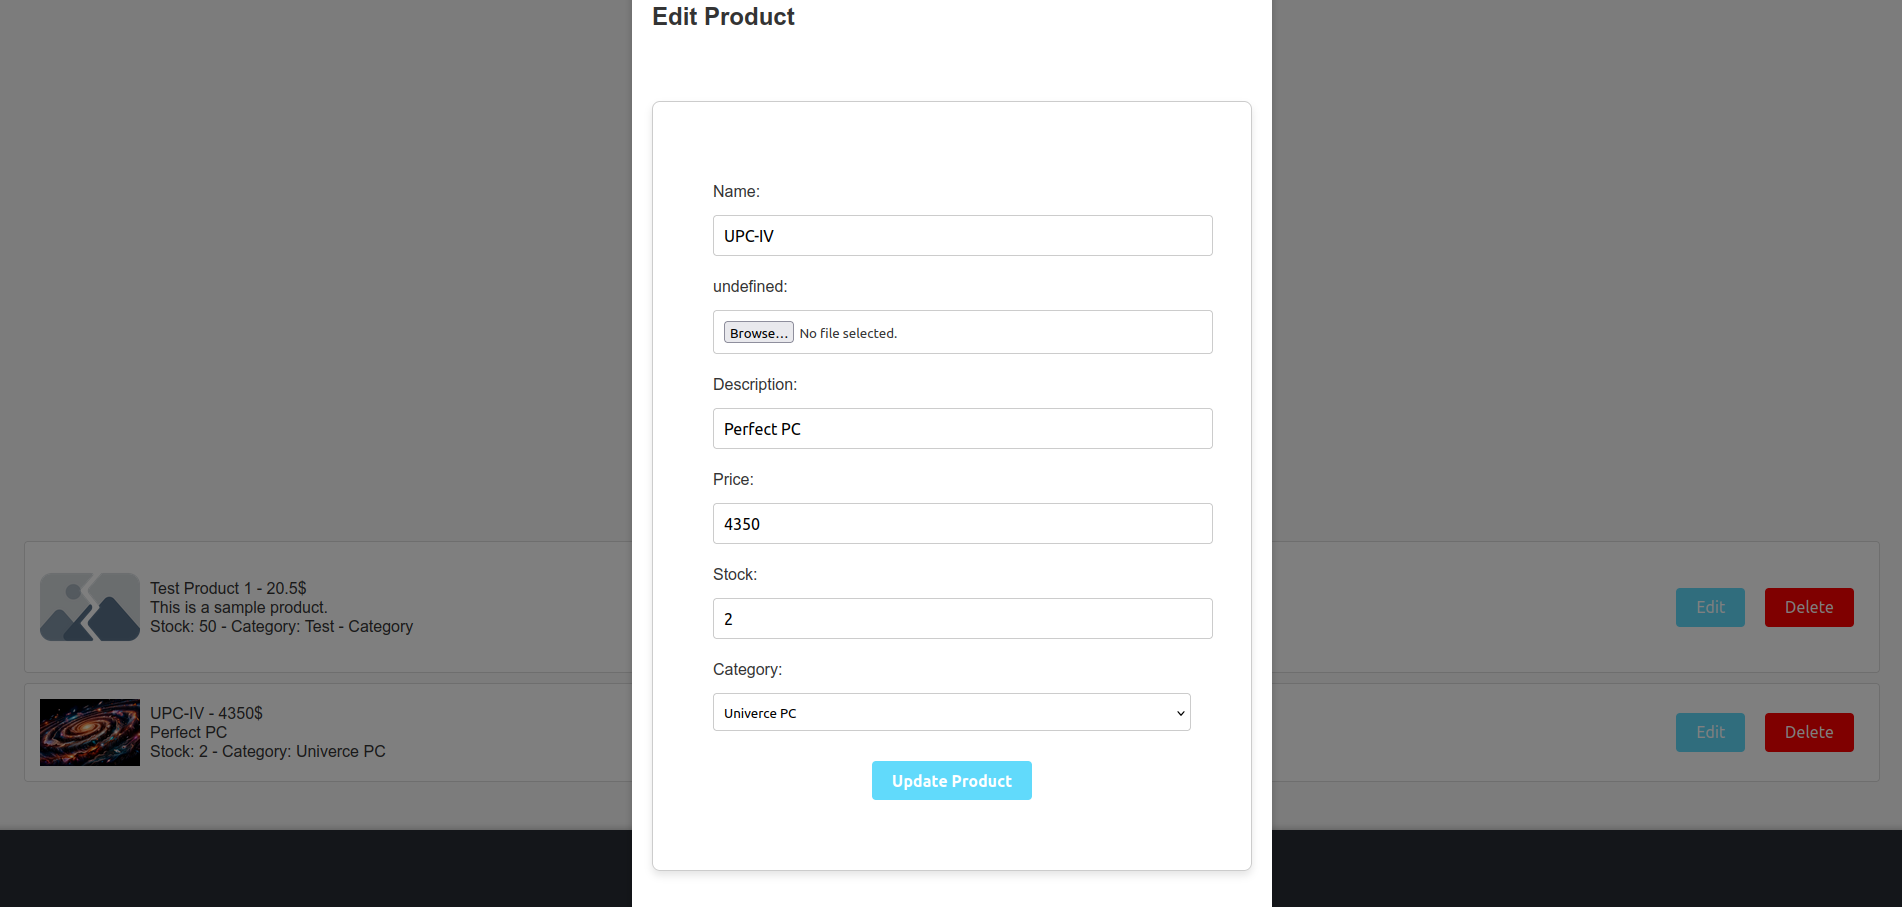 Edit Product
Name:
UPC-IV
undefined:
Browse... No file selected.
Description:
Perfect PC
Price:
4350
Stock:
2
Category:
Univerce PC
Update Product
Test Product 1 - 20.5$
This is a sample product.
Stock: 50 - Category: Test - Category
Edit Delete
UPC-IV - 4350$
Perfect PC
Stock: 2 - Category: Univerce PC
Edit Delete